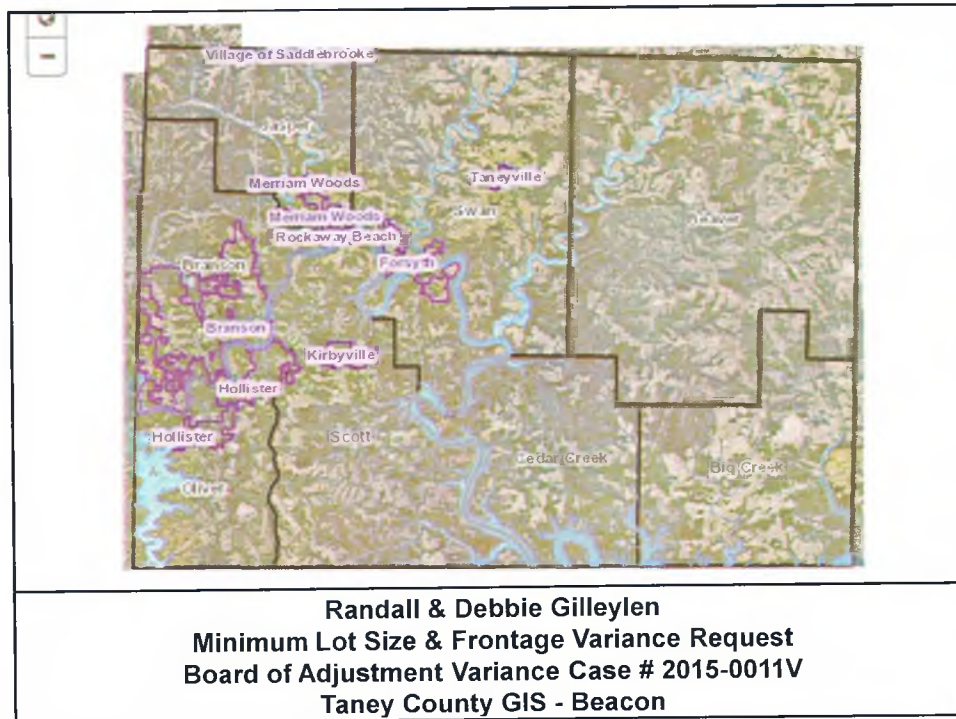 Village of Saddlebrooke
Jasper
Merriam Woods
Taneyville
Merriam Woods
Swan
Beaver
Rockaway Beach
Branson
Forsyth
Branson
Kirbyville
Hollister
Hollister
Scott
Cedar Creek
Big Creek
Oliver
Randall & Debbie Gilleylen
Minimum Lot Size & Frontage Variance Request
Board of Adjustment Variance Case # 2015-0011V
Taney County GIS - Beacon